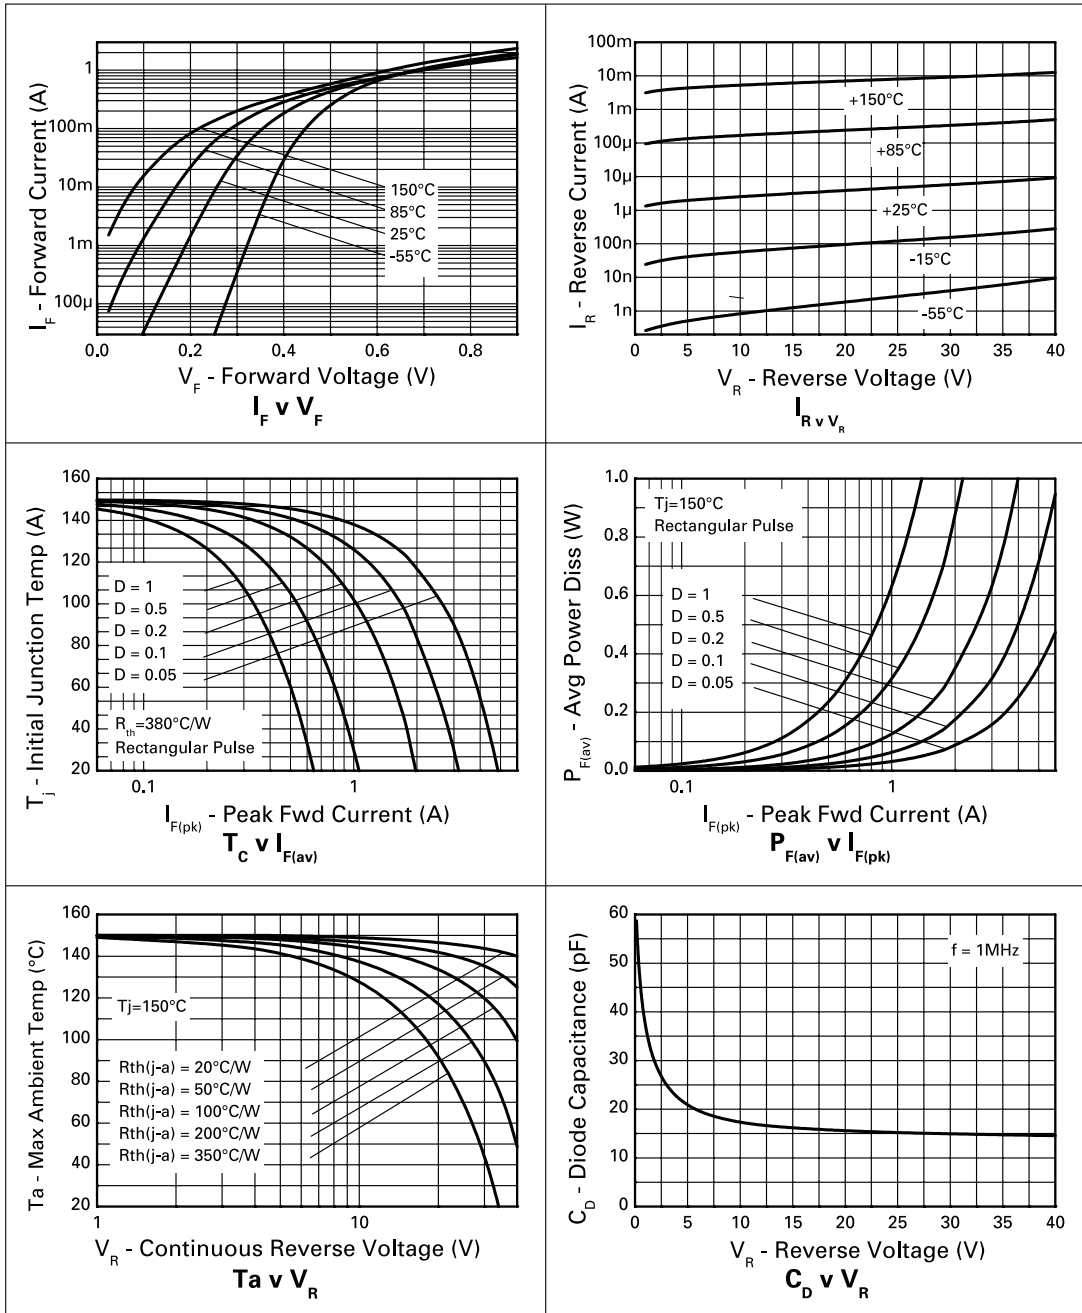 I_F - Forward Current (A)
1
100m
10m
1m
100µ
150°C
85°C
25°C
-55°C
0.0 0.2 0.4 0.6 0.8
V_F - Forward Voltage (V)
I_F v V_F
I_R - Reverse Current (A)
100m
10m
1m
100µ
10µ
1µ
100n
10n
1n
+150°C
+85°C
+25°C
-15°C
-55°C
0 5 10 15 20 25 30 35 40
V_R - Reverse Voltage (V)
I_R v V_R
T_j - Initial Junction Temp (A)
160
140
120
100
80
60
40
20
D = 1
D = 0.5
D = 0.2
D = 0.1
D = 0.05
R_th=380°C/W
Rectangular Pulse
0.1 1
I_F(pk) - Peak Fwd Current (A)
T_C v I_F(av)
P_F(av) - Avg Power Diss (W)
1.0
0.8
0.6
0.4
0.2
0.0
Tj=150°C
Rectangular Pulse
D = 1
D = 0.5
D = 0.2
D = 0.1
D = 0.05
0.1 1
I_F(pk) - Peak Fwd Current (A)
P_F(av) v I_F(pk)
Ta - Max Ambient Temp (°C)
160
140
120
100
80
60
40
20
Tj=150°C
Rth(j-a) = 20°C/W
Rth(j-a) = 50°C/W
Rth(j-a) = 100°C/W
Rth(j-a) = 200°C/W
Rth(j-a) = 350°C/W
1 10
V_R - Continuous Reverse Voltage (V)
Ta v V_R
C_D - Diode Capacitance (pF)
60
50
40
30
20
10
0
f = 1MHz
0 5 10 15 20 25 30 35 40
V_R - Reverse Voltage (V)
C_D v V_R